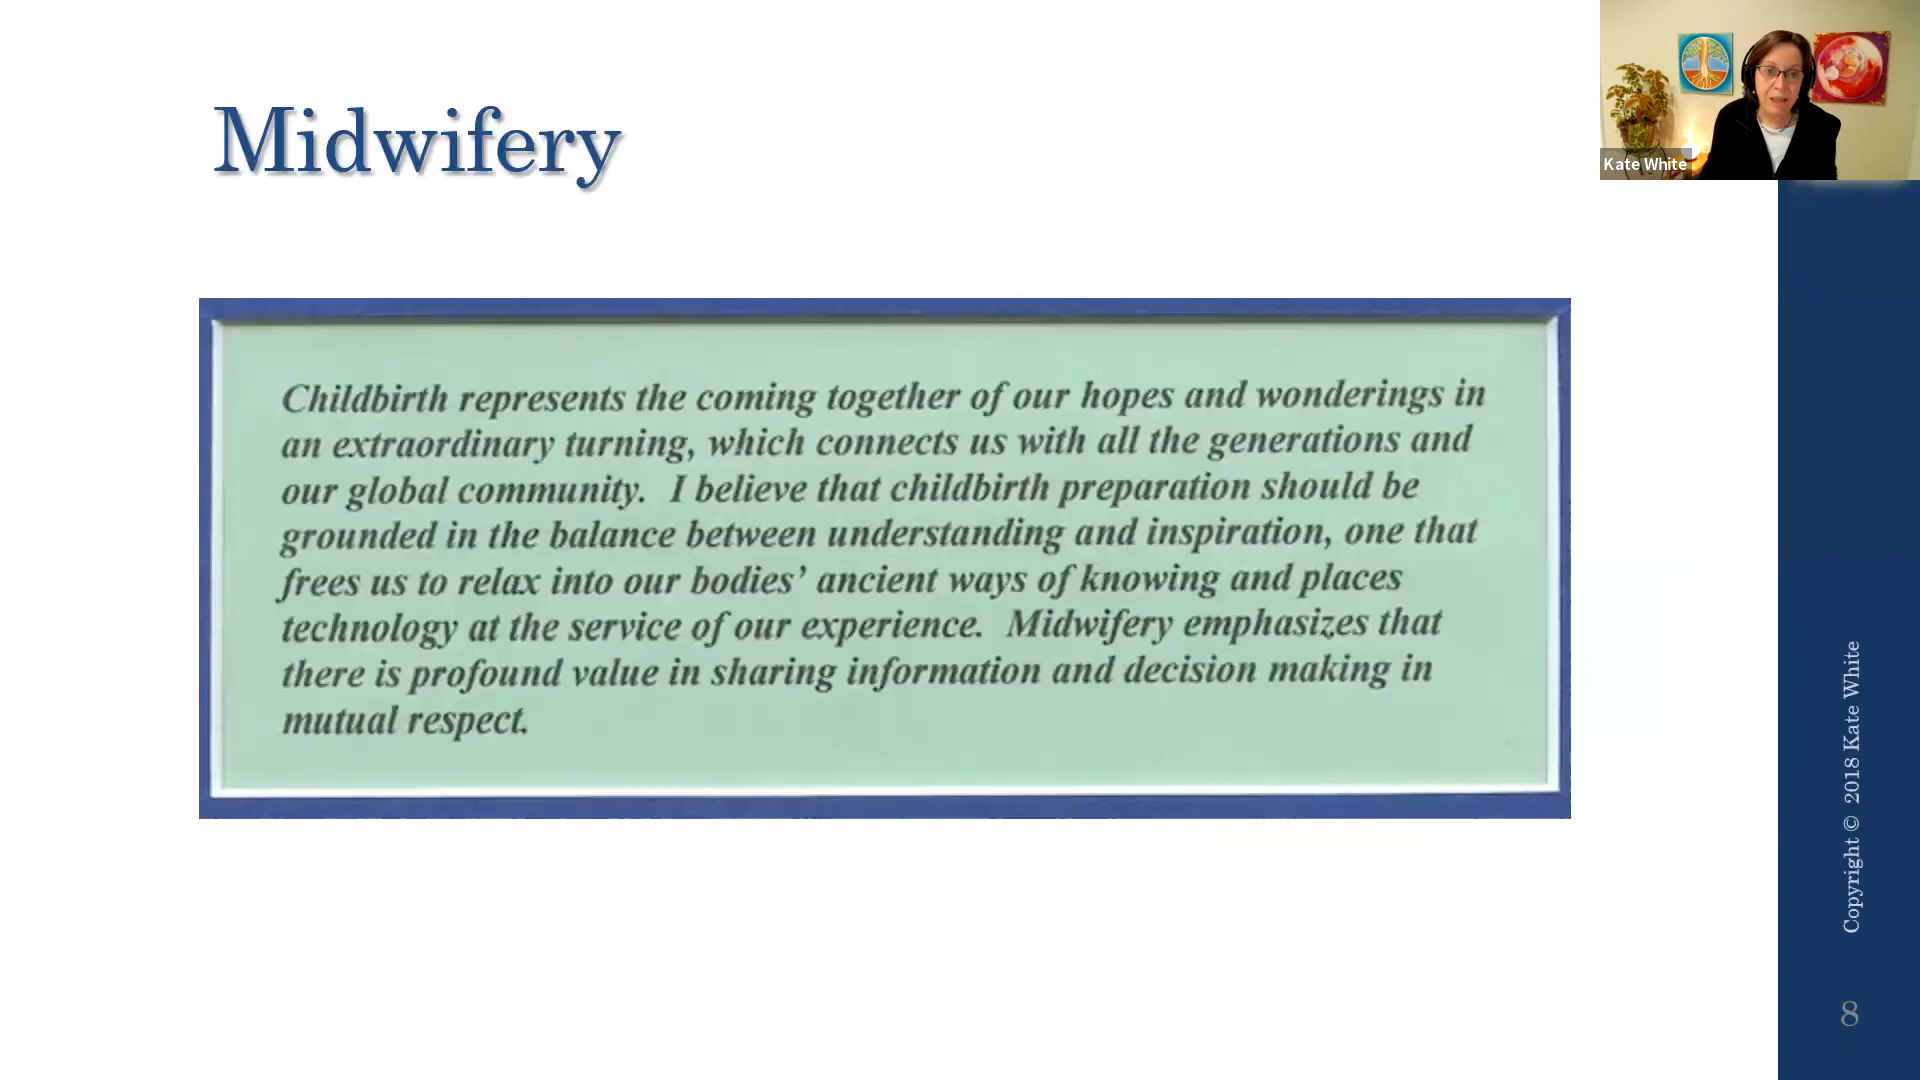 Midwifery
Kate White
Childbirth represents the coming together of our hopes and wonderings in
an extraordinary turning, which connects us with all the generations and
our global community.  I believe that childbirth preparation should be
grounded in the balance between understanding and inspiration, one that
frees us to relax into our bodies’ ancient ways of knowing and places
technology at the service of our experience.  Midwifery emphasizes that
there is profound value in sharing information and decision making in
mutual respect.
Copyright © 2018 Kate White
8